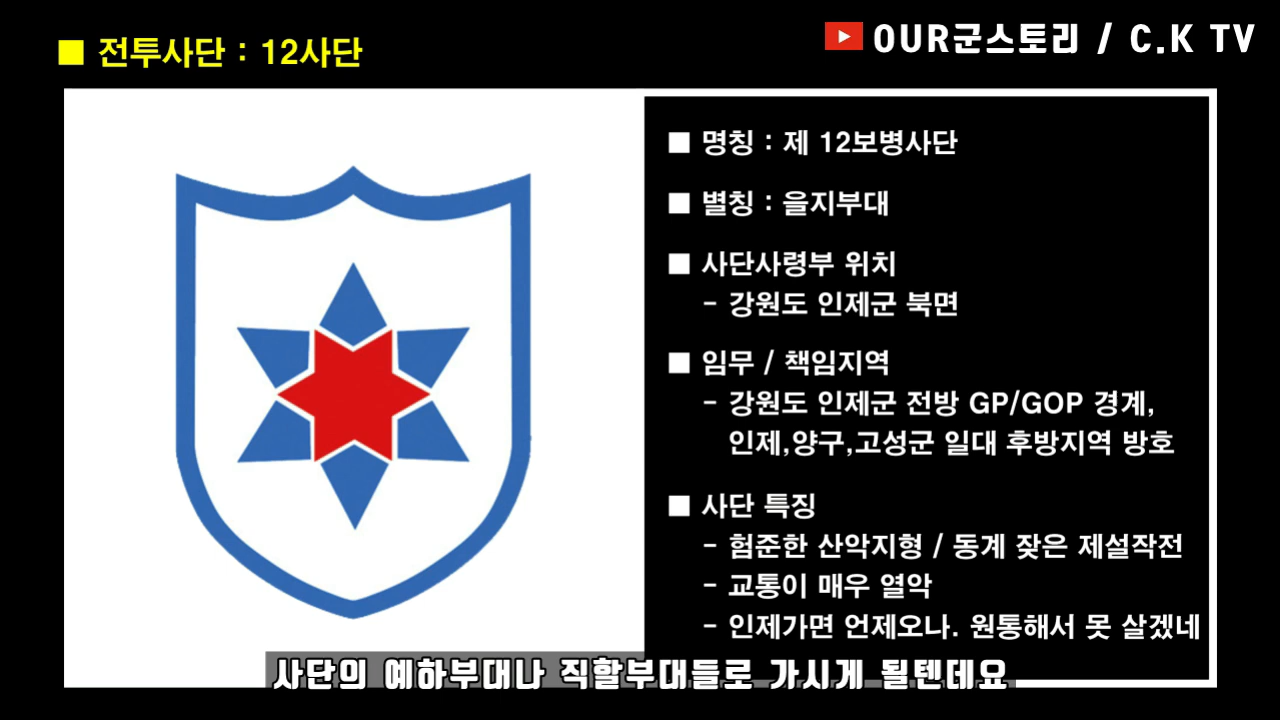 ■ 전투사단 : 12사단
OUR군스토리 / C.K TV
■ 명칭 : 제 12보병사단
■ 별칭 : 을지부대
■ 사단사령부 위치
- 강원도 인제군 북면
■ 임무 / 책임지역
- 강원도 인제군 전방 GP/GOP 경계,
인제,양구,고성군 일대 후방지역 방호
■ 사단 특징
- 험준한 산악지형 / 동계 잦은 제설작전
- 교통이 매우 열악
- 인제가면 언제오나. 원통해서 못 살겠네
사단의 예하부대나 직할부대들로 가시게 될텐데요